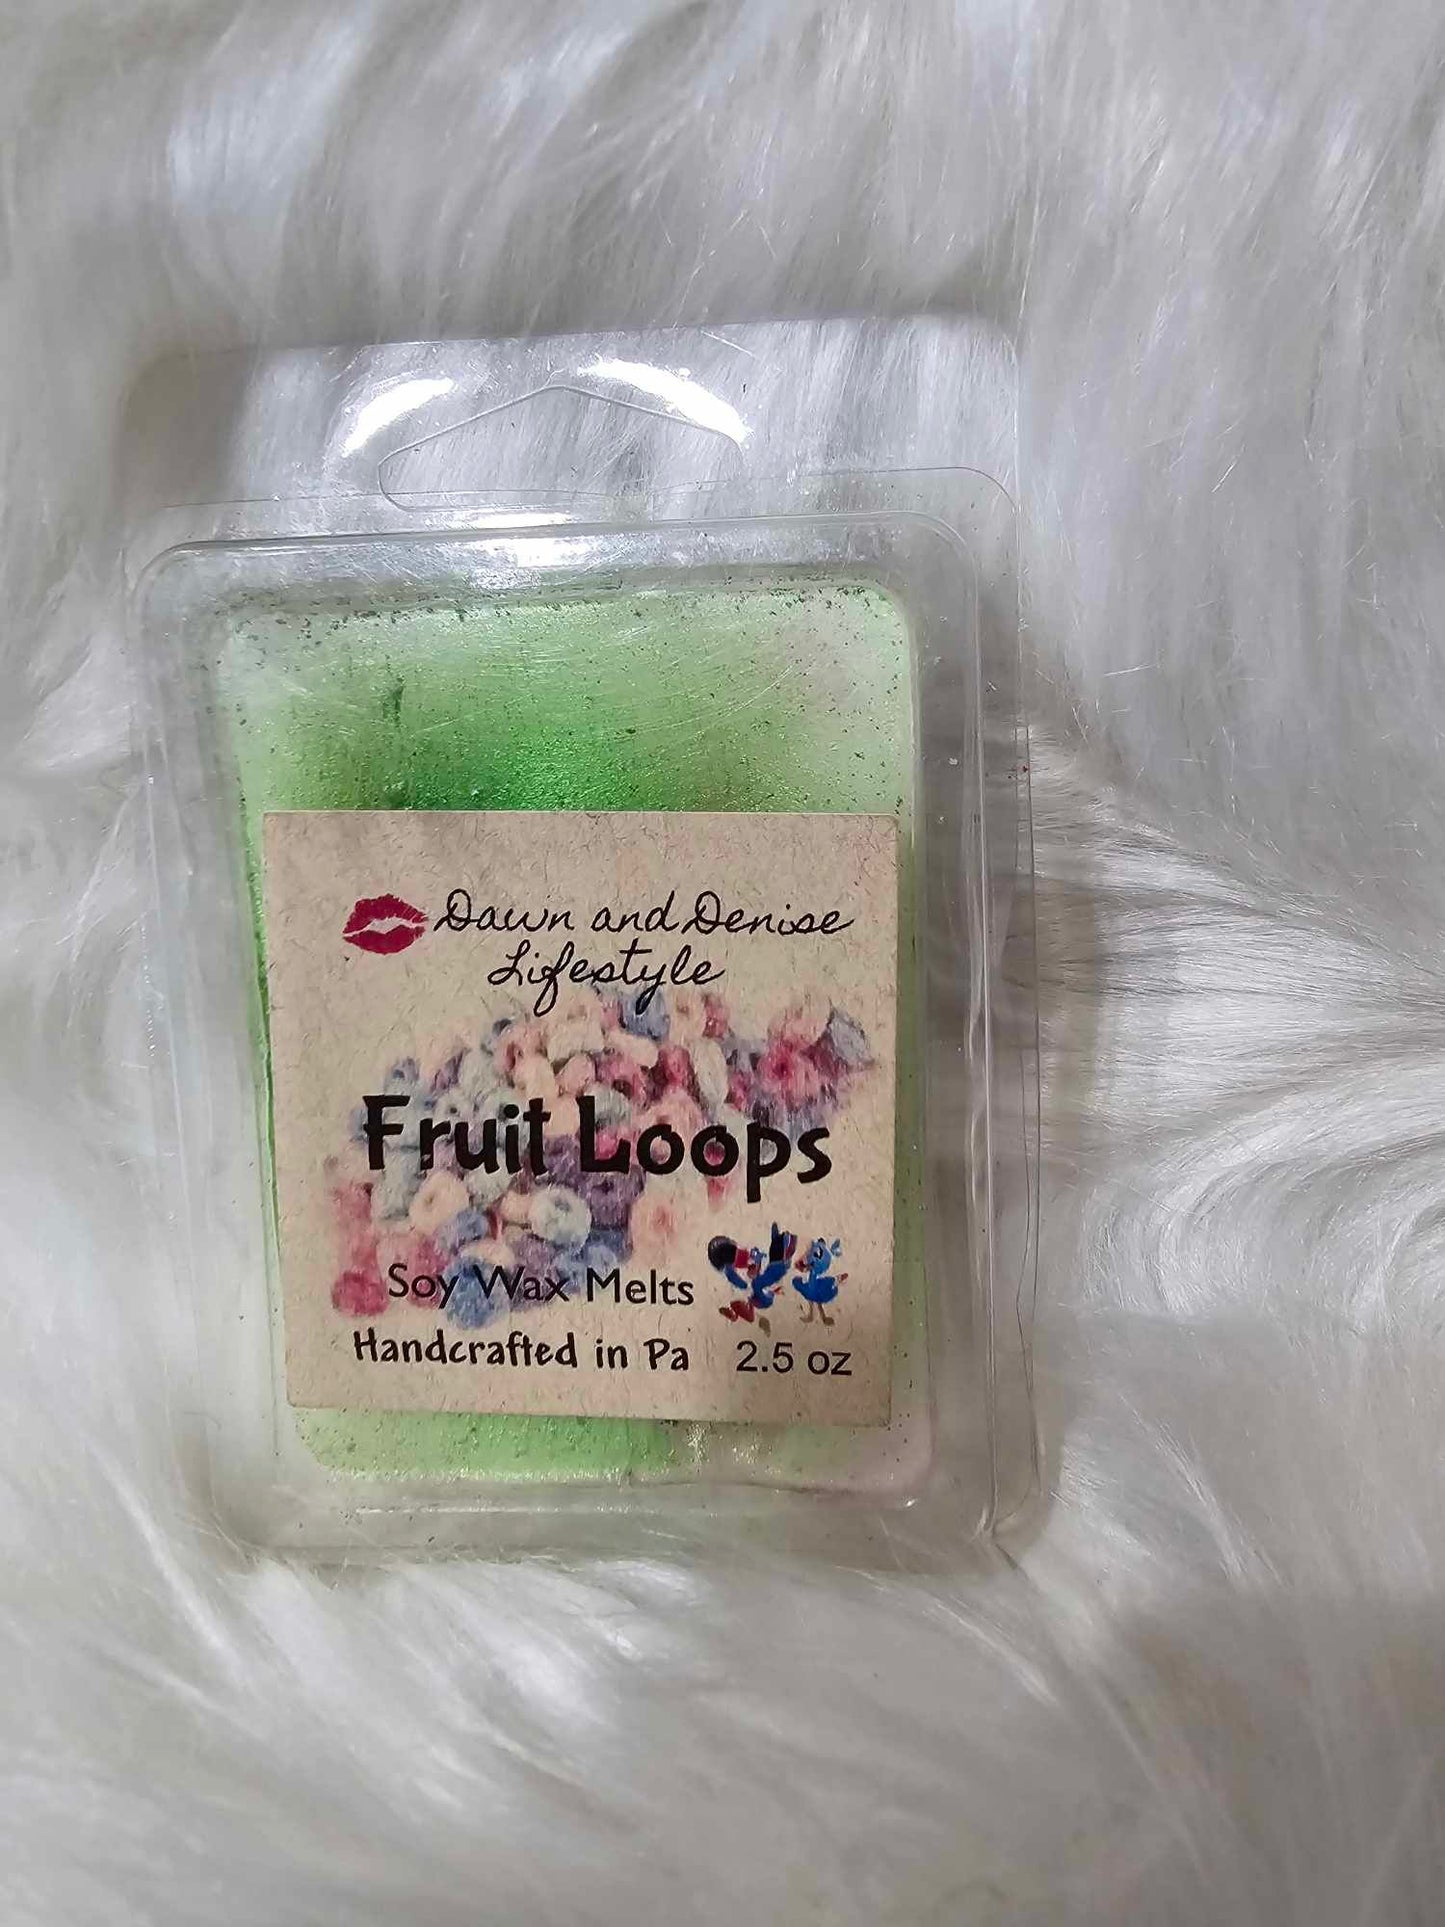 Dawn and Denise
Lifestyle
Fruit Loops
Soy Wax Melts
Handcrafted in Pa 2.5 oz